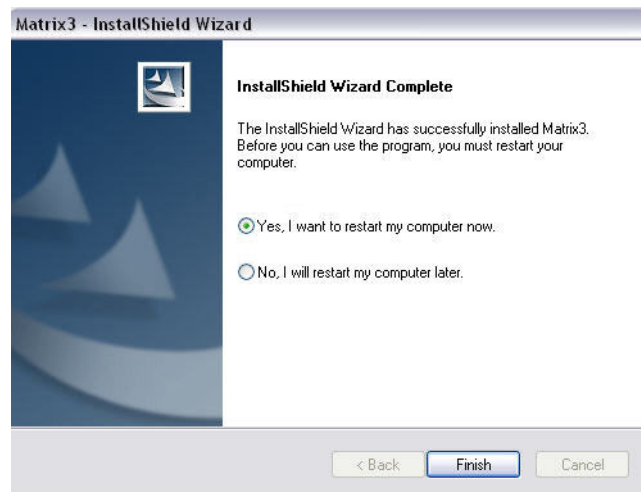 Matrix3 - InstallShield Wizard
InstallShield Wizard Complete
The InstallShield Wizard has successfully installed Matrix3.
Before you can use the program, you must restart your
computer.
Yes, I want to restart my computer now.
No, I will restart my computer later.
< Back
Finish
Cancel